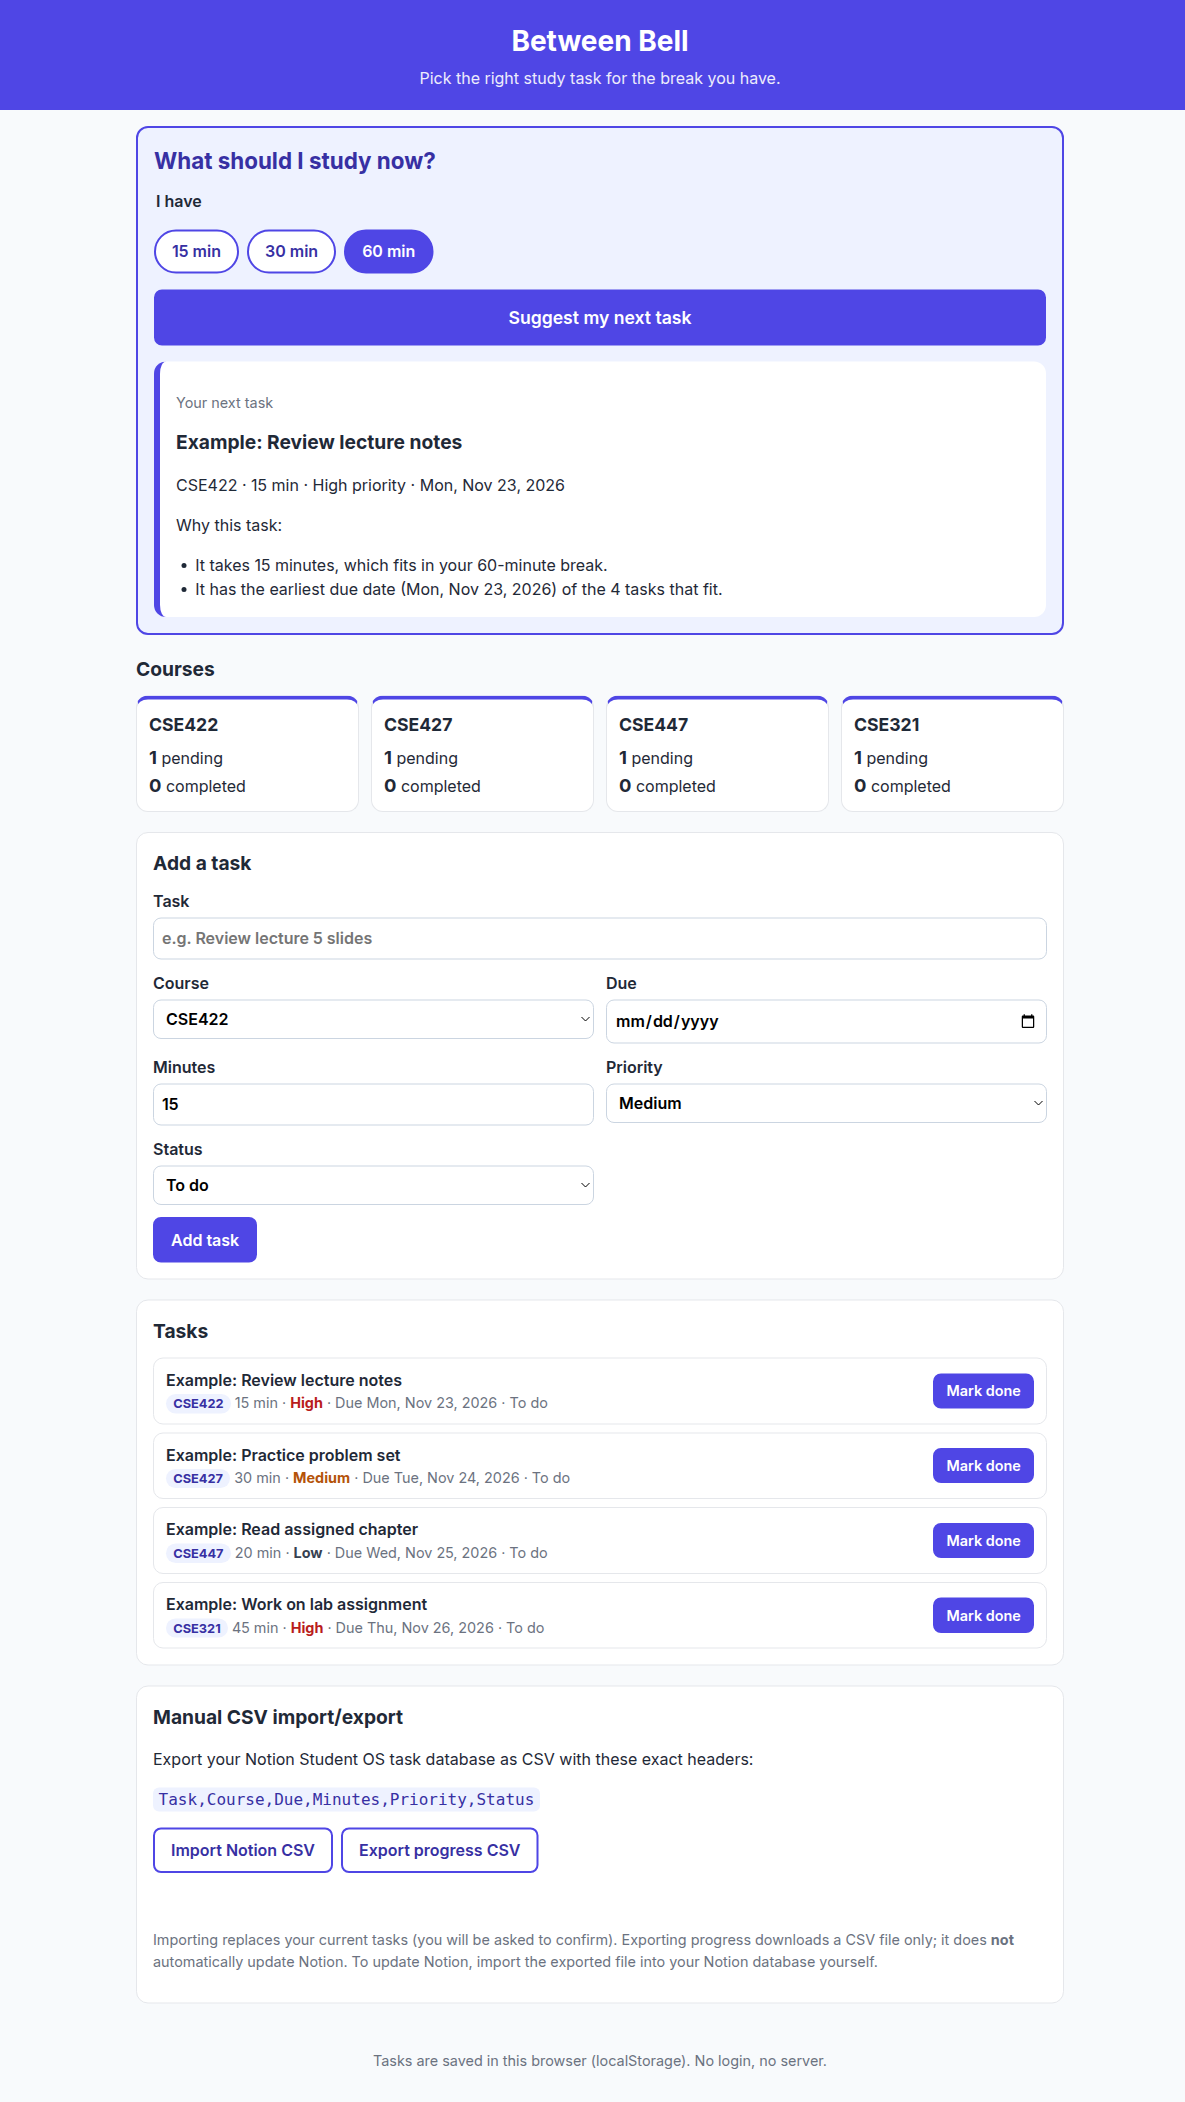 Between Bell
Pick the right study task for the break you have.
What should I study now?
I have
15 min
30 min
60 min
Suggest my next task
Your next task
Example: Review lecture notes
CSE422 · 15 min · High priority · Mon, Nov 23, 2026
Why this task:
• It takes 15 minutes, which fits in your 60-minute break.
• It has the earliest due date (Mon, Nov 23, 2026) of the 4 tasks that fit.
Courses
CSE422
1 pending
0 completed
CSE427
1 pending
0 completed
CSE447
1 pending
0 completed
CSE321
1 pending
0 completed
Add a task
Task
e.g. Review lecture 5 slides
Course
CSE422
Due
mm/dd/yyyy
Minutes
15
Priority
Medium
Status
To do
Add task
Tasks
Example: Review lecture notes
CSE422 15 min · High · Due Mon, Nov 23, 2026 · To do
Mark done
Example: Practice problem set
CSE427 30 min · Medium · Due Tue, Nov 24, 2026 · To do
Mark done
Example: Read assigned chapter
CSE447 20 min · Low · Due Wed, Nov 25, 2026 · To do
Mark done
Example: Work on lab assignment
CSE321 45 min · High · Due Thu, Nov 26, 2026 · To do
Mark done
Manual CSV import/export
Export your Notion Student OS task database as CSV with these exact headers:
Task,Course,Due,Minutes,Priority,Status
Import Notion CSV
Export progress CSV
Importing replaces your current tasks (you will be asked to confirm). Exporting progress downloads a CSV file only; it does not
automatically update Notion. To update Notion, import the exported file into your Notion database yourself.
Tasks are saved in this browser (localStorage). No login, no server.